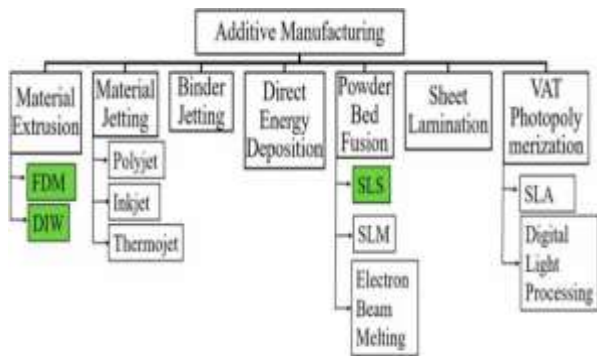 Additive Manufacturing
Material
Extrusion
FDM
DIW
Material
Jetting
Polyjet
Inkjet
Thermojet
Binder
Jetting
Direct
Energy
Deposition
Powder
Bed
Fusion
SLS
SLM
Electron
Beam
Melting
Sheet
Lamination
VAT
Photopoly
merization
SLA
Digital
Light
Processing